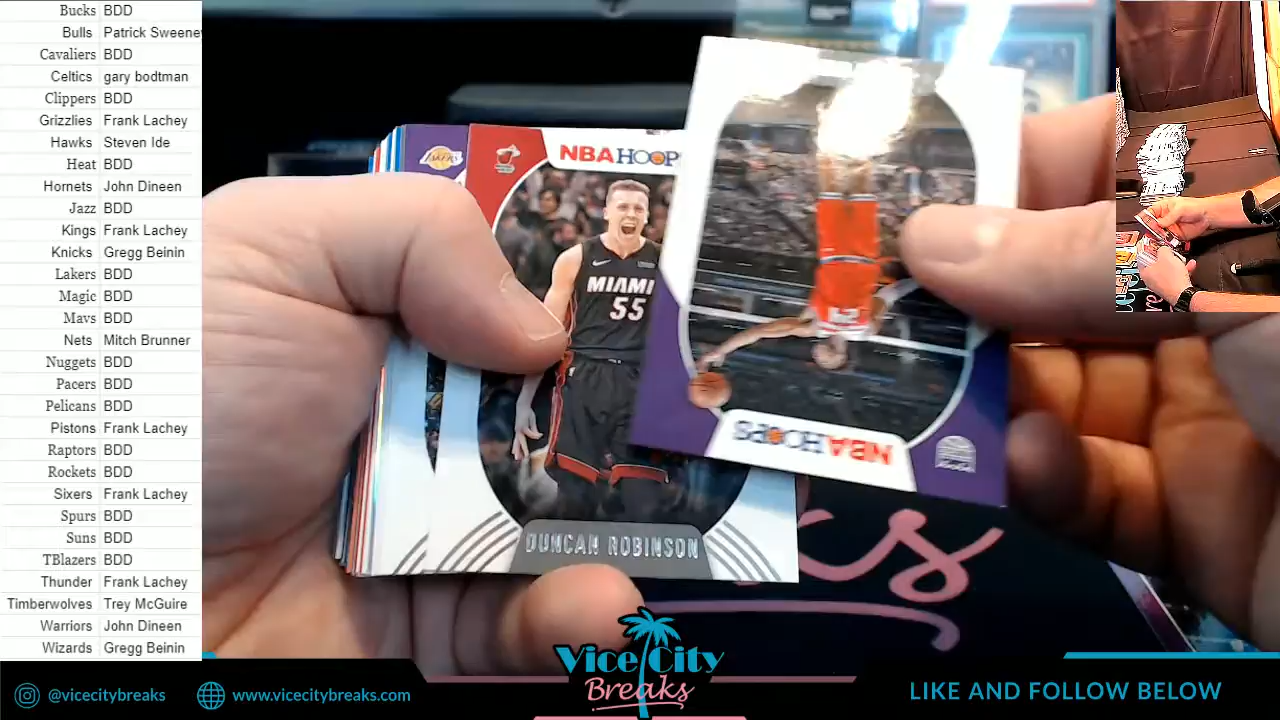 Bucks BDD
Bulls Patrick Sweeney
Cavaliers BDD
Celtics gary bodtman
Clippers BDD
Grizzlies Frank Lachey
Hawks Steven Ide
Heat BDD
Hornets John Dineen
Jazz BDD
Kings Frank Lachey
Knicks Gregg Beinin
Lakers BDD
Magic BDD
Mavs BDD
Nets Mitch Brunner
Nuggets BDD
Pacers BDD
Pelicans BDD
Pistons Frank Lachey
Raptors BDD
Rockets BDD
Sixers Frank Lachey
Spurs BDD
Suns BDD
TBlazers BDD
Thunder Frank Lachey
Timberwolves Trey McGuire
Warriors John Dineen
Wizards Gregg Beinin
LAKERS
NBA HOOPS
MIAMI
55
DUNCAN ROBINSON
24
NBA HOOPS
Vice City
Breaks
@vicecitybreaks
www.vicecitybreaks.com
LIKE AND FOLLOW BELOW